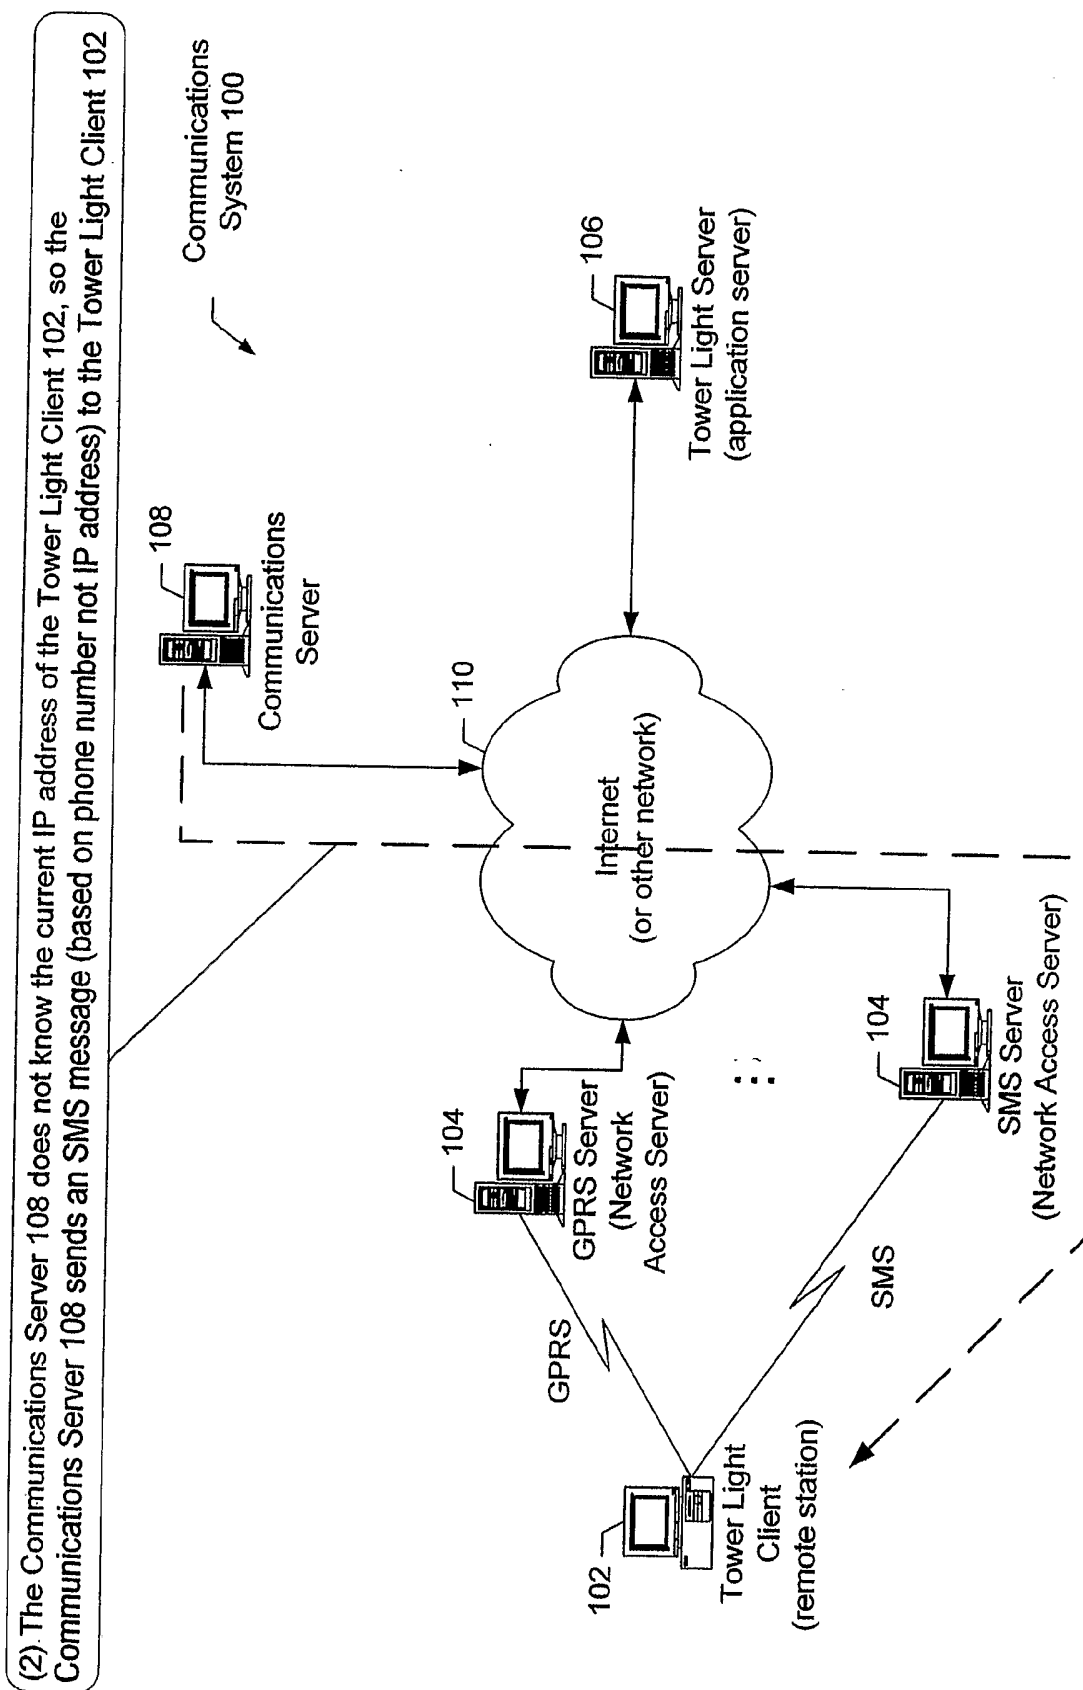 (2) The Communications Server 108 does not know the current IP address of the Tower Light Client 102, so the
Communications Server 108 sends an SMS message (based on phone number not IP address) to the Tower Light Client 102
Communications
System 100
108
Communications
Server
106
Tower Light Server
(application server)
110
Internet
(or other network)
104
GPRS Server
(Network
Access Server)
104
SMS Server
(Network Access Server)
GPRS
SMS
102
Tower Light
Client
(remote station)